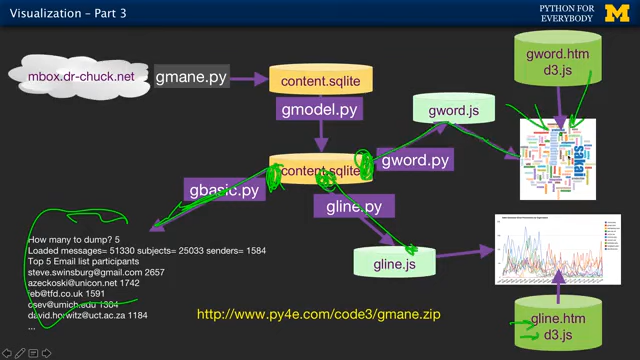 Visualization - Part 3
PYTHON FOR
EVERYBODY
M
mbox.dr-chuck.net
gmane.py
content.sqlite
gmodel.py
gword.htm
d3.js
gword.js
content.sqlite
gword.py
sakai
gbasic.py
gline.py
gline.js
How many to dump? 5
Loaded messages= 51330 subjects= 25033 senders= 1584
Top 5 Email list participants
steve.swinsburg@gmail.com 2657
azeckoski@unicon.net 1742
ieb@tfd.co.uk 1591
csev@umich.edu 1304
david.horwitz@uct.ac.za 1184
...
http://www.py4e.com/code3/gmane.zip
gline.htm
d3.js